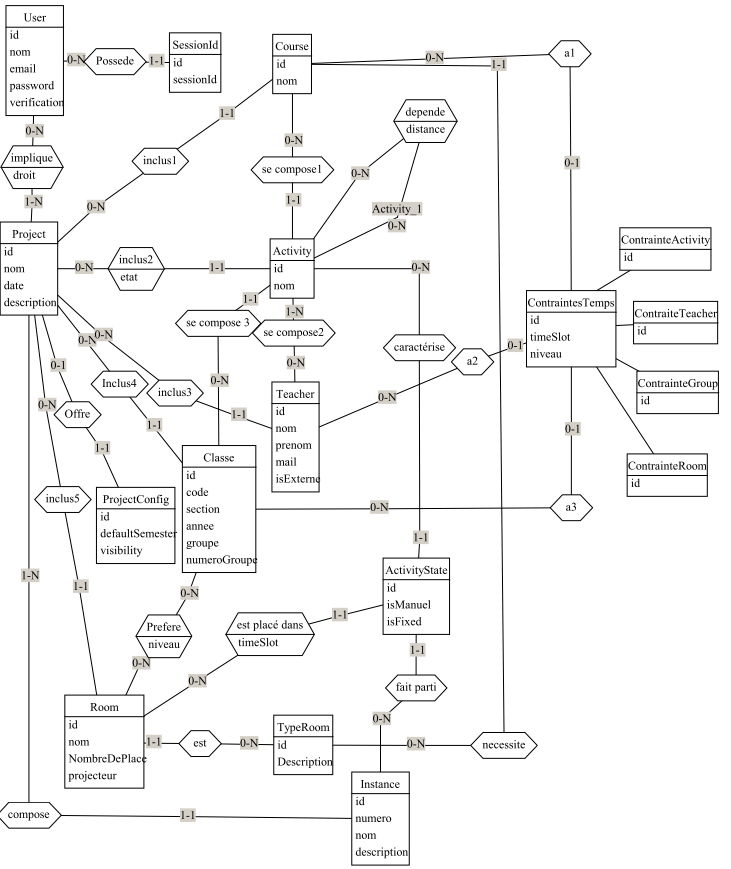 User
id
nom
email
password
verification
0-N
Possede
1-1
SessionId
id
sessionId
Course
id
nom
0-N
a1
1-1
0-N
implique
droit
1-N
1-1
inclus1
0-N
0-N
se compose1
1-1
depende
distance
0-N
Activity_1
0-N
0-1
Project
id
nom
date
description
0-N
inclus2
etat
1-1
Activity
id
nom
0-N
ContrainteActivity
id
ContraintesTemps
id
timeSlot
niveau
ContraiteTeacher
id
ContrainteGroup
id
ContrainteRoom
id
1-1
se compose 3
0-N
1-N
se compose2
0-N
caractérise
0-1
a2
0-N
0-N
0-N
Inclus4
1-1
inclus3
1-1
0-1
Offre
1-1
0-N
inclus5
1-1
Teacher
id
nom
prenom
mail
isExterne
0-1
a3
0-N
Classe
id
code
section
annee
groupe
numeroGroupe
ProjectConfig
id
defaultSemester
visibility
1-1
ActivityState
id
isManuel
isFixed
1-N
0-N
Prefere
niveau
0-N
1-1
est placé dans
timeSlot
0-N
1-1
fait parti
0-N
Room
id
nom
NombreDePlace
projecteur
1-1
est
0-N
TypeRoom
id
Description
0-N
necessite
Instance
id
numero
nom
description
compose
1-1